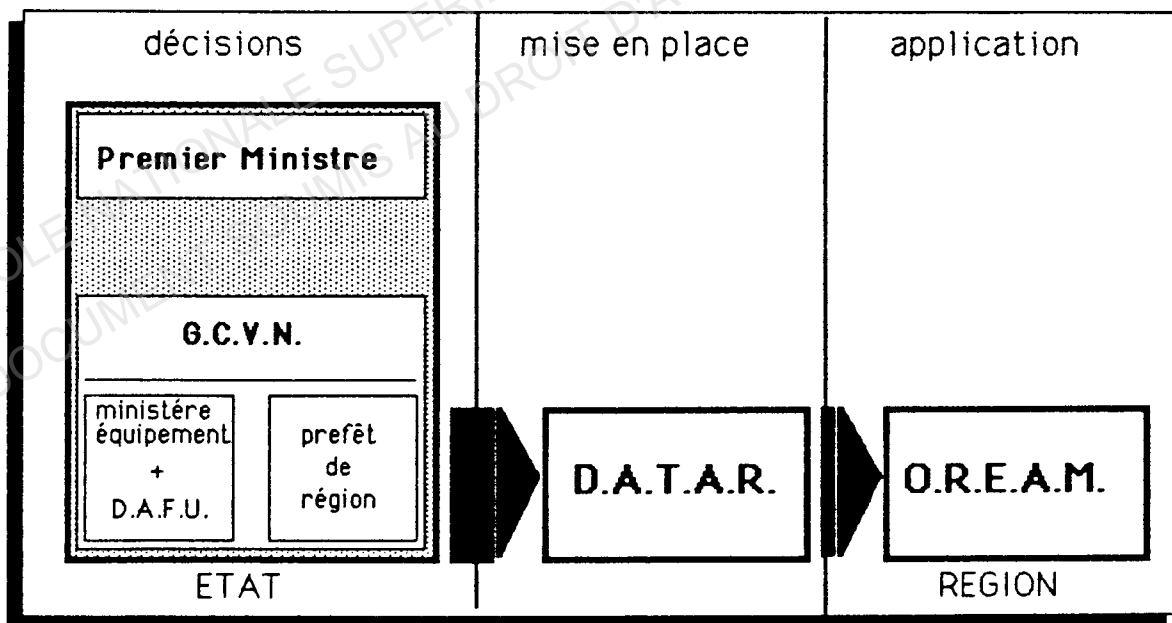 décisions
mise en place
application
Premier Ministre
G.C.V.N.
ministére
équipement
+
D.A.F.U.
prefêt
de
région
D.A.T.A.R.
O.R.E.A.M.
ETAT
REGION